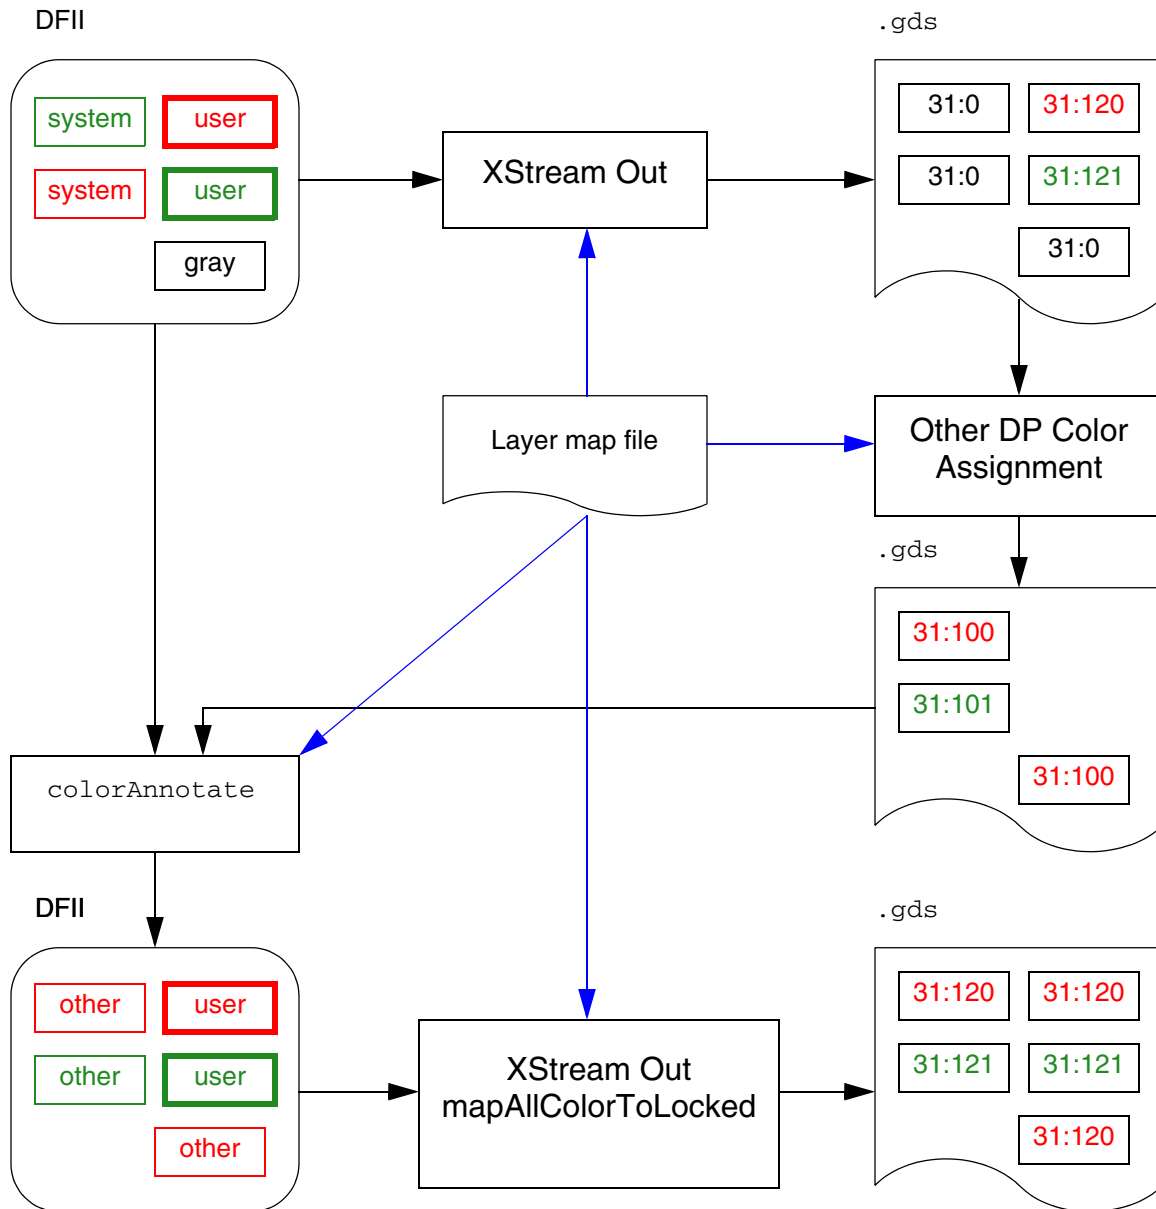 DFII
.gds
system
user
31:0
31:120
XStream Out
system
user
31:0
31:121
gray
31:0
Layer map file
Other DP Color
Assignment
.gds
31:100
31:101
31:100
colorAnnotate
DFII
.gds
other
user
31:120
31:120
other
user
XStream Out
mapAllColorToLocked
31:121
31:121
other
31:120